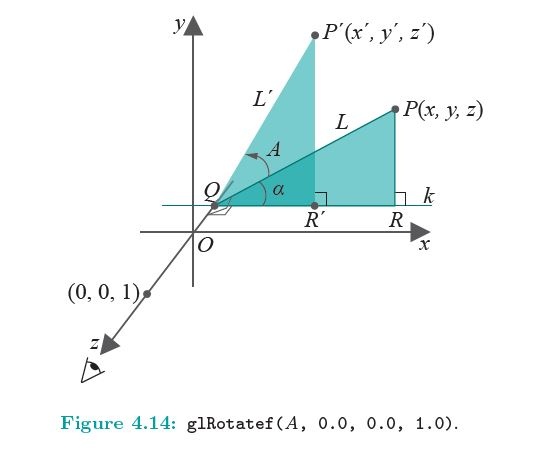 y
P´(x´, y´, z´)
L´
L
P(x, y, z)
A
Q
α
k
R´
R
O
x
(0, 0, 1)
z
Figure 4.14: glRotatef(A, 0.0, 0.0, 1.0).